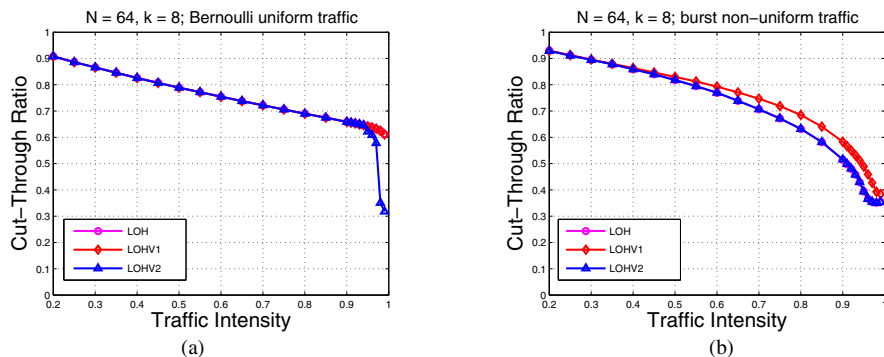 N = 64, k = 8; Bernoulli uniform traffic
Cut−Through Ratio
1
0.9
0.8
0.7
0.6
0.5
0.4
0.3
0.2
0.1
0
LOH
LOHV1
LOHV2
0.2 0.3 0.4 0.5 0.6 0.7 0.8 0.9 1
Traffic Intensity
(a)
N = 64, k = 8; burst non−uniform traffic
Cut−Through Ratio
1
0.9
0.8
0.7
0.6
0.5
0.4
0.3
0.2
0.1
0
LOH
LOHV1
LOHV2
0.2 0.3 0.4 0.5 0.6 0.7 0.8 0.9 1
Traffic Intensity
(b)